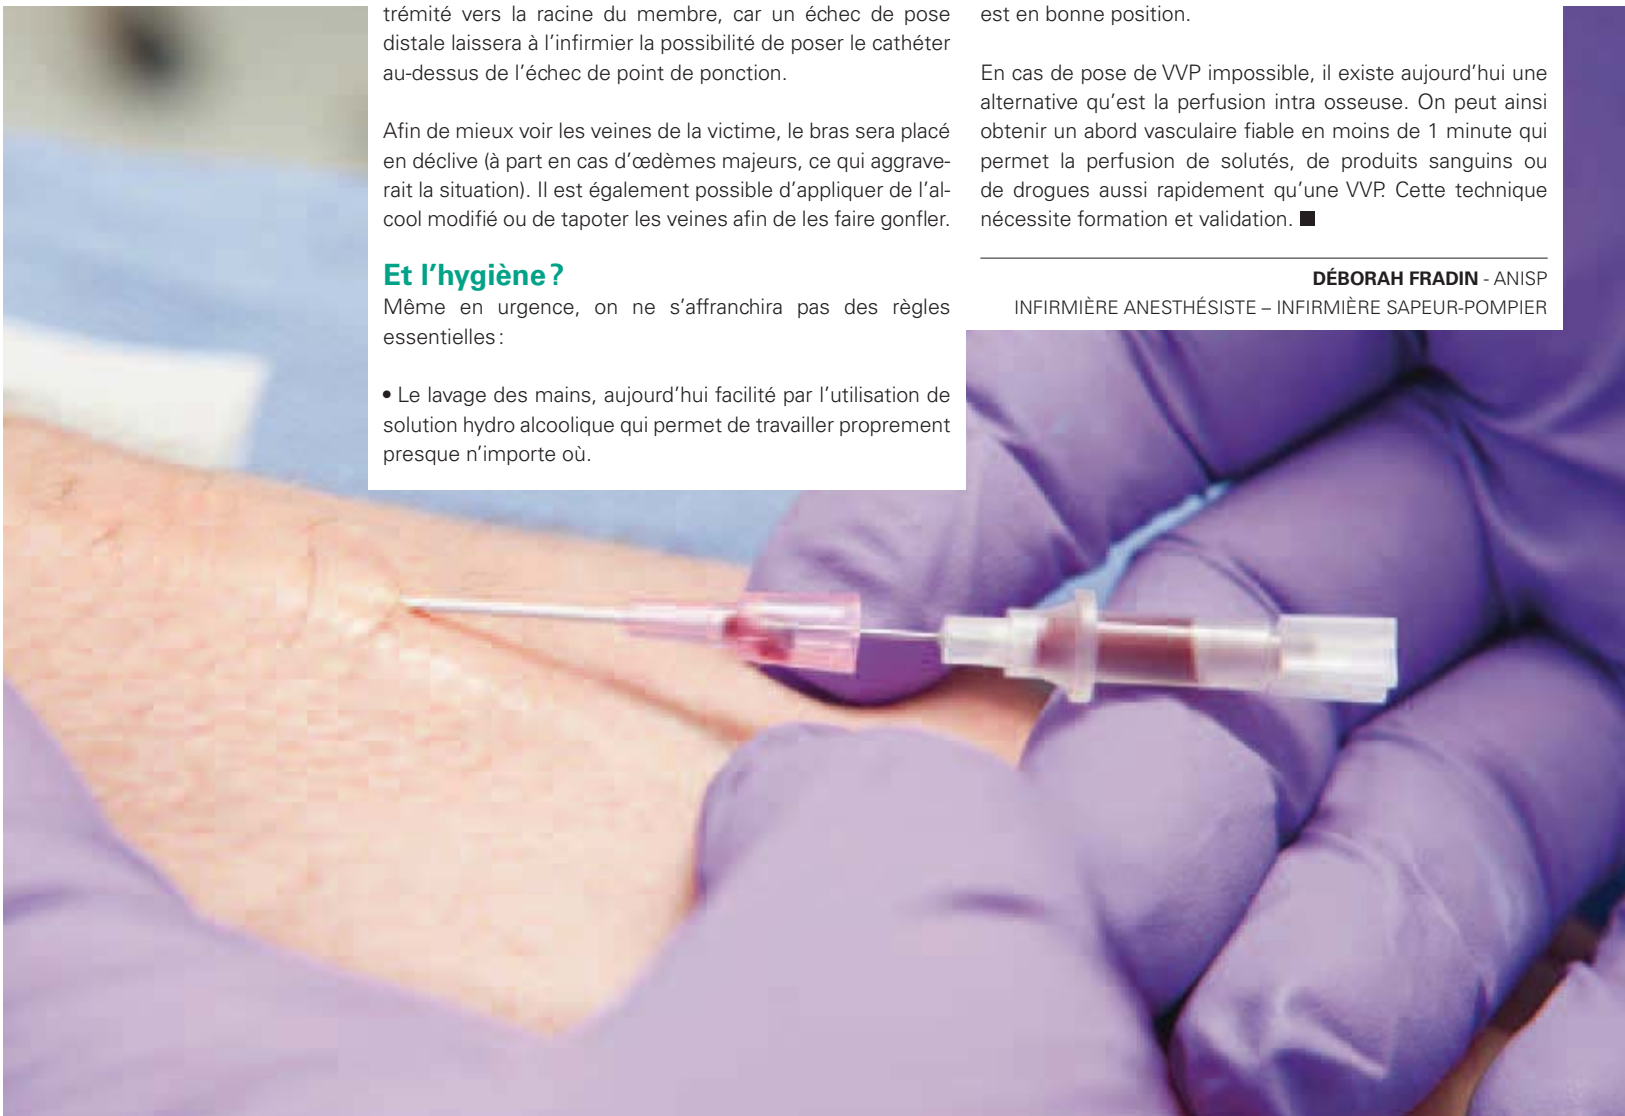 trémité vers la racine du membre, car un échec de pose
distale laissera à l'infirmier la possibilité de poser le cathéter
au-dessus de l'échec de point de ponction.
Afin de mieux voir les veines de la victime, le bras sera placé
en déclive (à part en cas d'œdèmes majeurs, ce qui aggrave-
rait la situation). Il est également possible d'appliquer de l'al-
cool modifié ou de tapoter les veines afin de les faire gonfler.
Et l'hygiène ?
Même en urgence, on ne s'affranchira pas des règles
essentielles :
• Le lavage des mains, aujourd'hui facilité par l'utilisation de
solution hydro alcoolique qui permet de travailler proprement
presque n'importe où.
est en bonne position.
En cas de pose de VVP impossible, il existe aujourd'hui une
alternative qu'est la perfusion intra osseuse. On peut ainsi
obtenir un abord vasculaire fiable en moins de 1 minute qui
permet la perfusion de solutés, de produits sanguins ou
de drogues aussi rapidement qu'une VVP. Cette technique
nécessite formation et validation. ■
DÉBORAH FRADIN - ANISP
INFIRMIÈRE ANESTHÉSISTE – INFIRMIÈRE SAPEUR-POMPIER